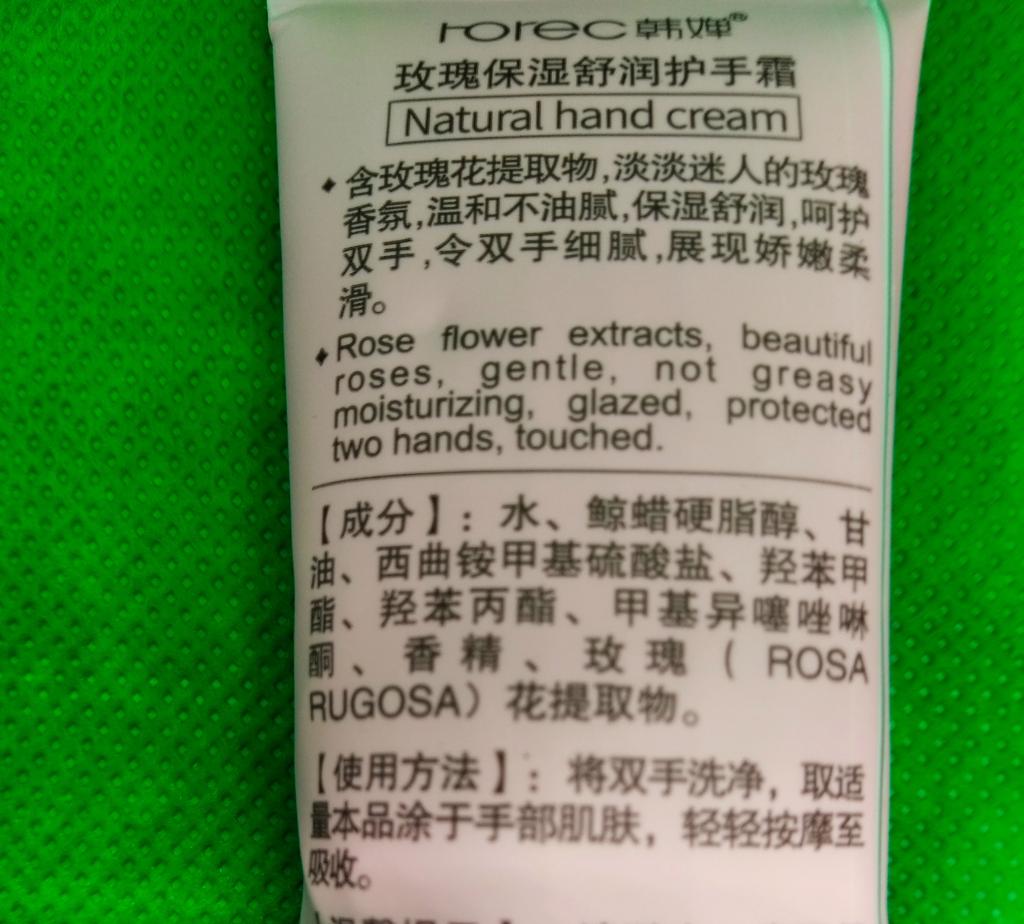 rorec 韩婵®
玫瑰保湿舒润护手霜
Natural hand cream
含玫瑰花提取物,淡淡迷人的玫瑰
香氛,温和不油腻,保湿舒润,呵护
双手,令双手细腻,展现娇嫩柔
滑。
Rose flower extracts, beautiful
roses, gentle, not greasy
moisturizing, glazed, protected
two hands, touched.
【成分】：水、鲸蜡硬脂醇、甘
油、西曲铵甲基硫酸盐、羟苯甲
酯、羟苯丙酯、甲基异噻唑啉
酮、香精、玫瑰(ROSA
RUGOSA）花提取物。
【使用方法】：将双手洗净，取适
量本品涂于手部肌肤，轻轻按摩至
吸收。